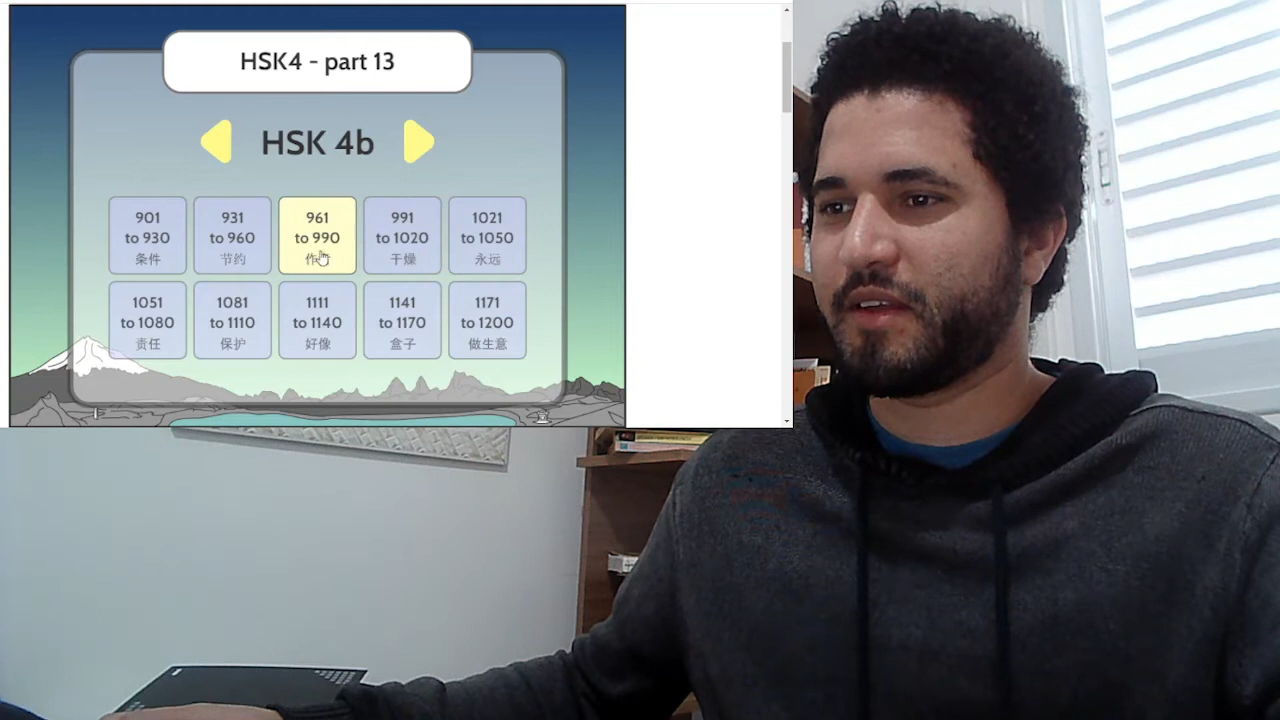 HSK4 - part 13
HSK 4b
901
to 930
条件
931
to 960
节约
961
to 990
作
991
to 1020
干燥
1021
to 1050
永远
1051
to 1080
责任
1081
to 1110
保护
1111
to 1140
好像
1141
to 1170
盒子
1171
to 1200
做生意